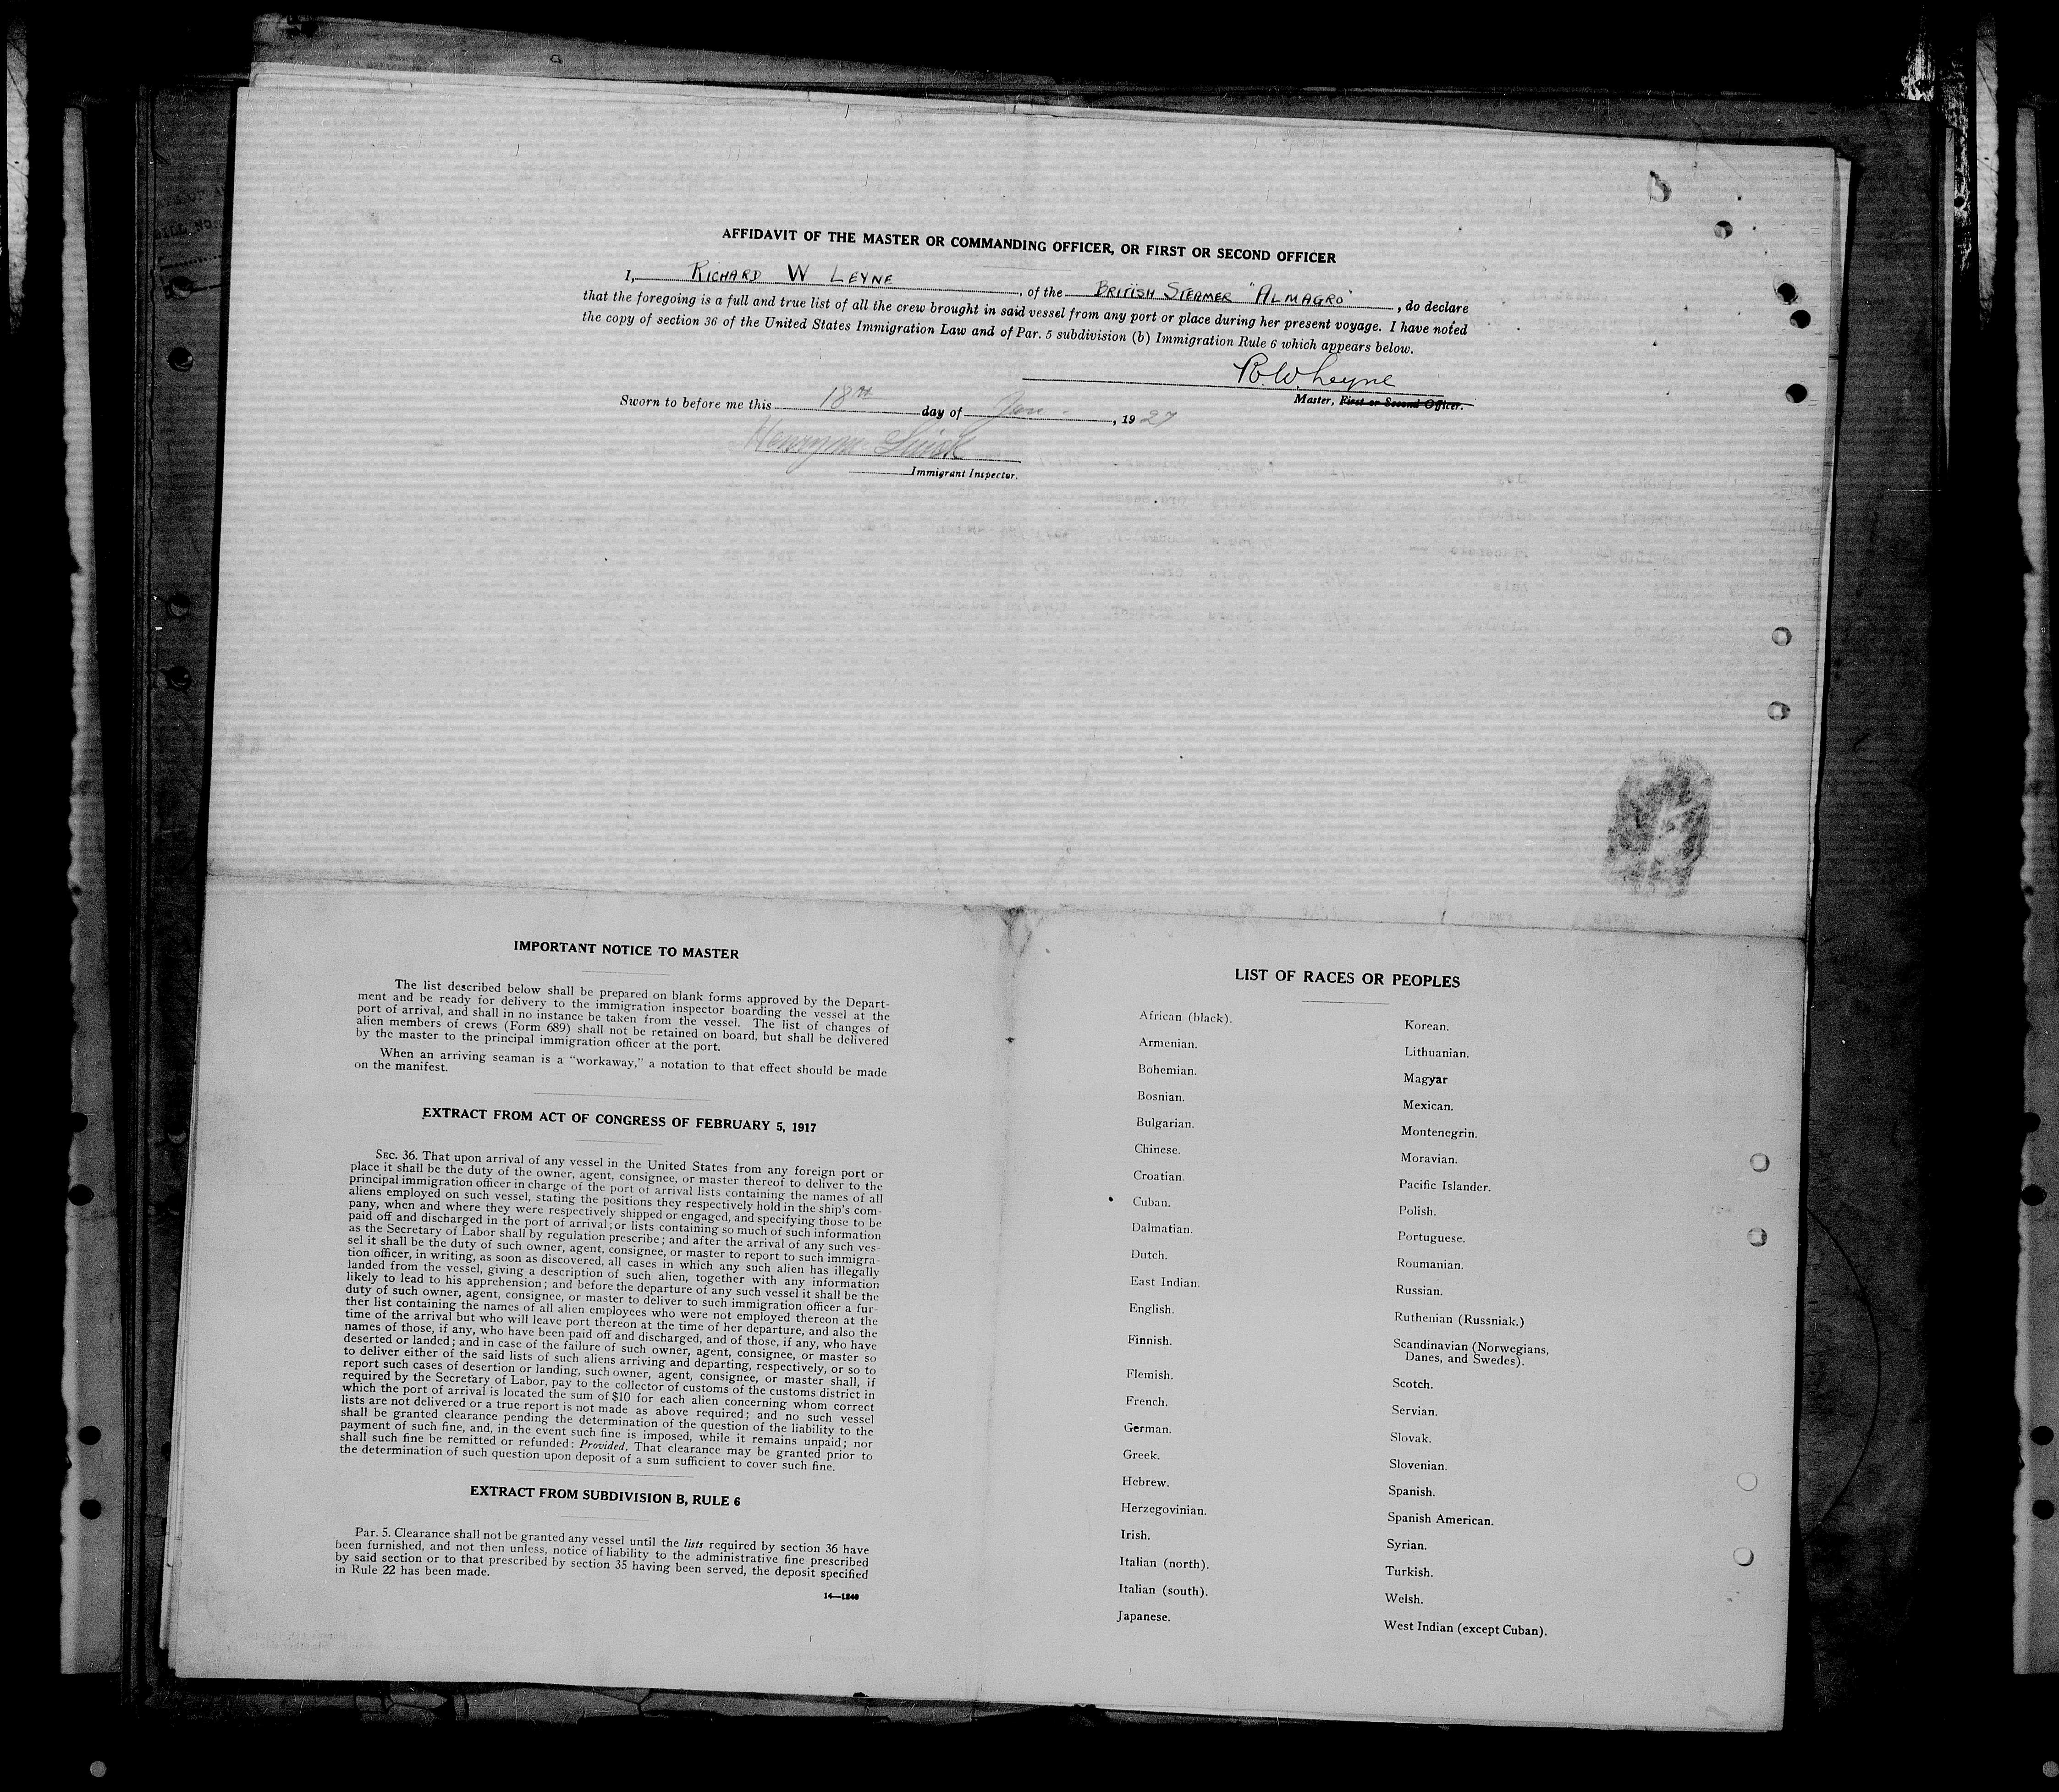 AFFIDAVIT OF THE MASTER OR COMMANDING OFFICER, OR FIRST OR SECOND OFFICER
I, RICHARD W LEYNE, of the BRITISH STEAMER "ALMAGRO", do declare
that the foregoing is a full and true list of all the crew brought in said vessel from any port or place during her present voyage. I have noted
the copy of section 36 of the United States Immigration Law and of Par. 5 subdivision (b) Immigration Rule 6 which appears below.
R. W. Leyne
Master, First or Second Officer.
Sworn to before me this 18th day of Jan, 1927
Henry M.
Immigrant Inspector.
IMPORTANT NOTICE TO MASTER
The list described below shall be prepared on blank forms approved by the Depart-
ment and be ready for delivery to the immigration inspector boarding the vessel at the
port of arrival, and shall in no instance be taken from the vessel. The list of changes of
alien members of crews (Form 689) shall not be retained on board, but shall be delivered
by the master to the principal immigration officer at the port.
When an arriving seaman is a "workaway," a notation to that effect should be made
on the manifest.
EXTRACT FROM ACT OF CONGRESS OF FEBRUARY 5, 1917
SEC. 36. That upon arrival of any vessel in the United States from any foreign port or
place it shall be the duty of the owner, agent, consignee, or master thereof to deliver to the
principal immigration officer in charge of the port of arrival lists containing the names of all
aliens employed on such vessel, stating the positions they respectively hold in the ship's com-
pany, when and where they were respectively shipped or engaged, and specifying those to be
paid off and discharged in the port of arrival; or lists containing so much of such information
as the Secretary of Labor shall by regulation prescribe; and after the arrival of any such ves-
sel it shall be the duty of such owner, agent, consignee, or master to report to such immigra-
tion officer, in writing, as soon as discovered, all cases in which any such alien has illegally
landed from the vessel, giving a description of such alien, together with any information
likely to lead to his apprehension; and before the departure of any such vessel it shall be the
duty of such owner, agent, consignee, or master to deliver to such immigration officer a fur-
ther list containing the names of all alien employees who were not employed thereon at the
time of the arrival but who will leave port thereon at the time of her departure, and also the
names of those, if any, who have been paid off and discharged, and of those, if any, who have
deserted or landed; and in case of the failure of such owner, agent, consignee, or master so
to deliver either of the said lists of such aliens arriving and departing, respectively, or so to
report such cases of desertion or landing, such owner, agent, consignee, or master shall, if
required by the Secretary of Labor, pay to the collector of customs of the customs district in
which the port of arrival is located the sum of $10 for each alien concerning whom correct
lists are not delivered or a true report is not made as above required; and no such vessel
shall be granted clearance pending the determination of the question of the liability to the
payment of such fine, and, in the event such fine is imposed, while it remains unpaid; nor
shall such fine be remitted or refunded: Provided, That clearance may be granted prior to
the determination of such question upon deposit of a sum sufficient to cover such fine.
EXTRACT FROM SUBDIVISION B, RULE 6
Par. 5. Clearance shall not be granted any vessel until the lists required by section 36 have
been furnished, and not then unless, notice of liability to the administrative fine prescribed
by said section or to that prescribed by section 35 having been served, the deposit specified
in Rule 22 has been made.
14—1240
LIST OF RACES OR PEOPLES
African (black).
Armenian.
Bohemian.
Bosnian.
Bulgarian.
Chinese.
Croatian.
Cuban.
Dalmatian.
Dutch.
East Indian.
English.
Finnish.
Flemish.
French.
German.
Greek.
Hebrew.
Herzegovinian.
Irish.
Italian (north).
Italian (south).
Japanese.
Korean.
Lithuanian.
Magyar
Mexican.
Montenegrin.
Moravian.
Pacific Islander.
Polish.
Portuguese.
Roumanian.
Russian.
Ruthenian (Russniak.)
Scandinavian (Norwegians,
Danes, and Swedes).
Scotch.
Servian.
Slovak.
Slovenian.
Spanish.
Spanish American.
Syrian.
Turkish.
Welsh.
West Indian (except Cuban).